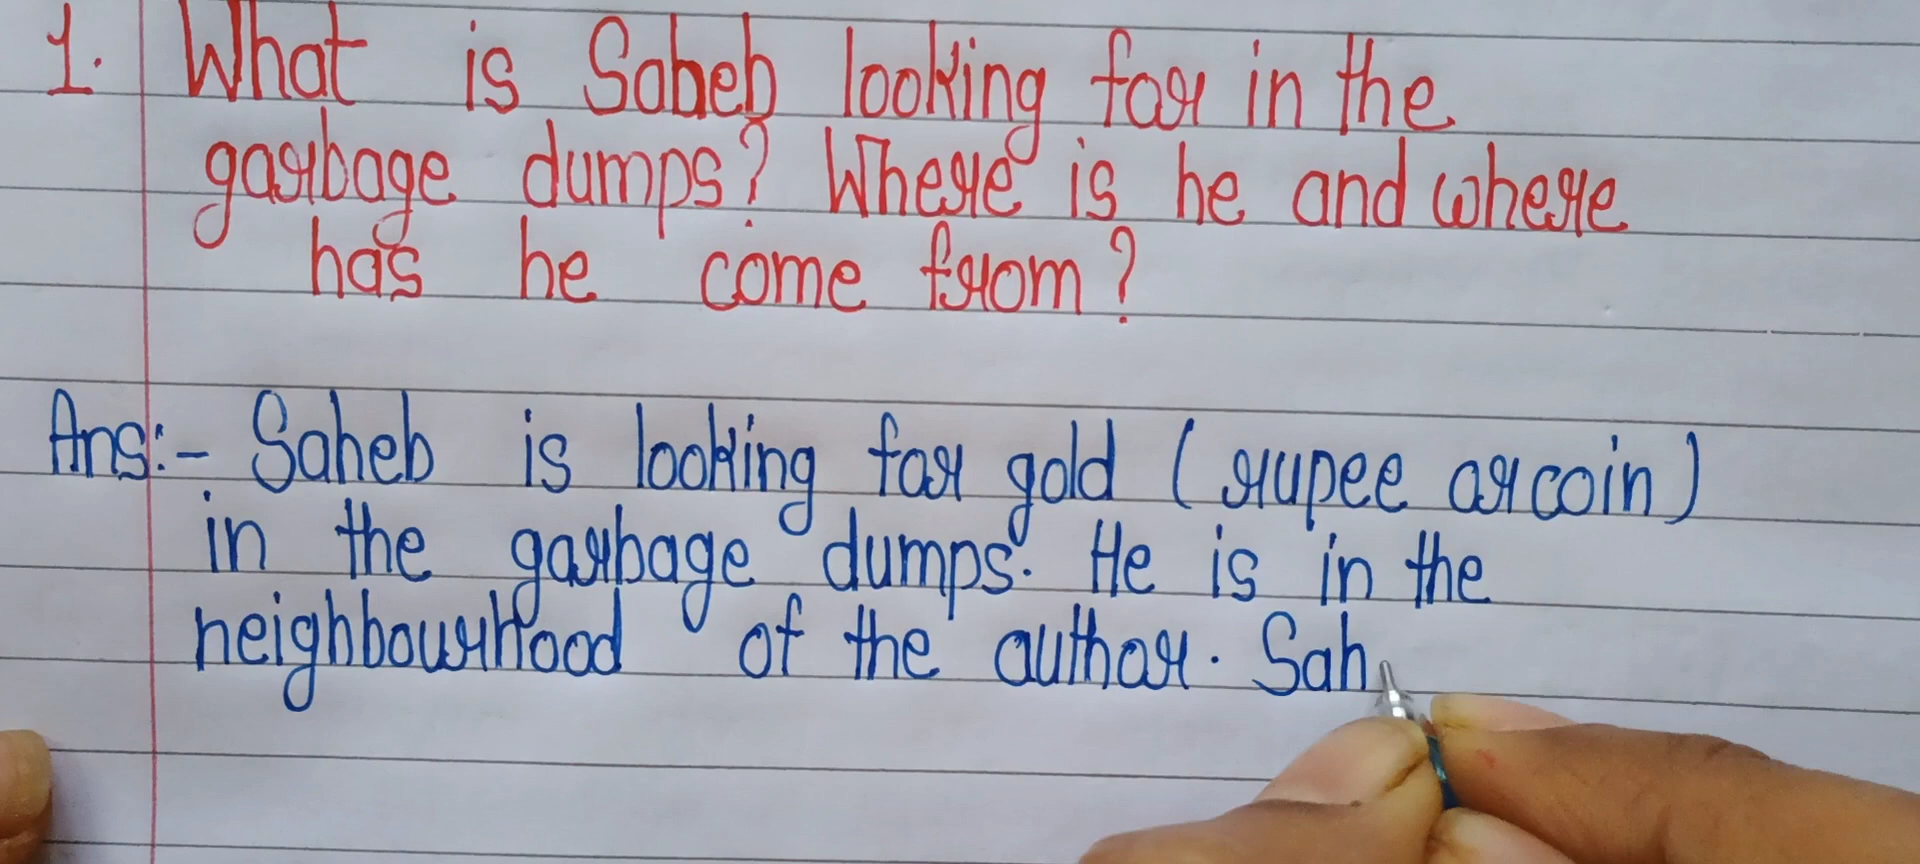 1. What is Saheb looking for in the
garbage dumps? Where is he and where
has he come from?
Ans:- Saheb is looking for gold (rupee or coin)
in the garbage dumps. He is in the
neighbourhood of the author. Sah